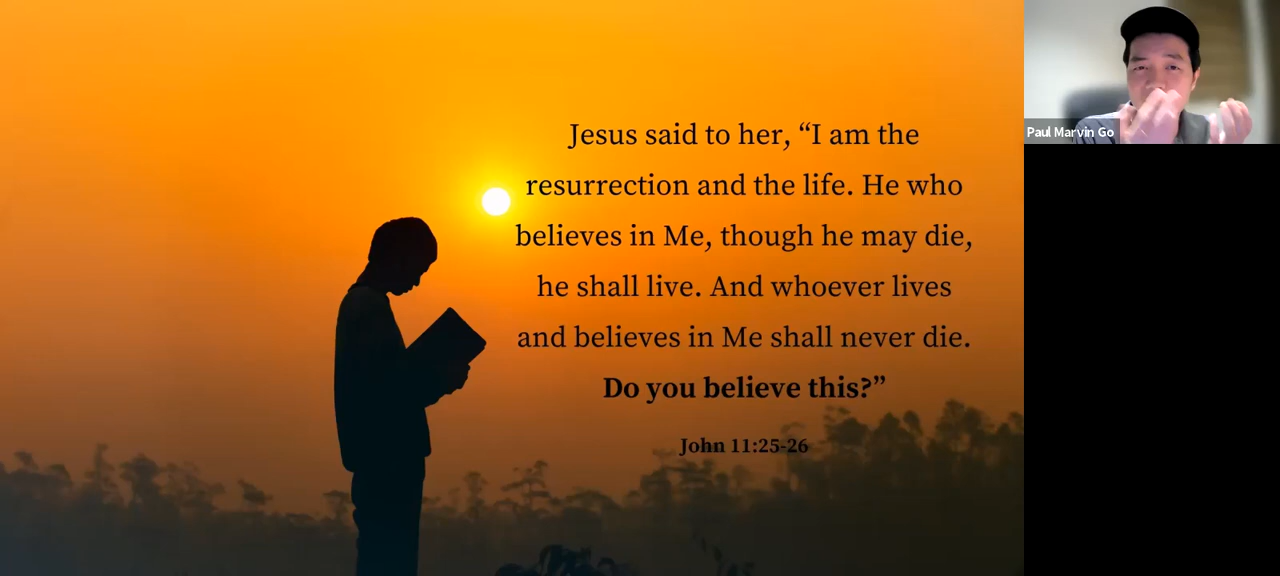 Jesus said to her, “I am the
resurrection and the life. He who
believes in Me, though he may die,
he shall live. And whoever lives
and believes in Me shall never die.
Do you believe this?”
John 11:25-26
Paul Marvin Go